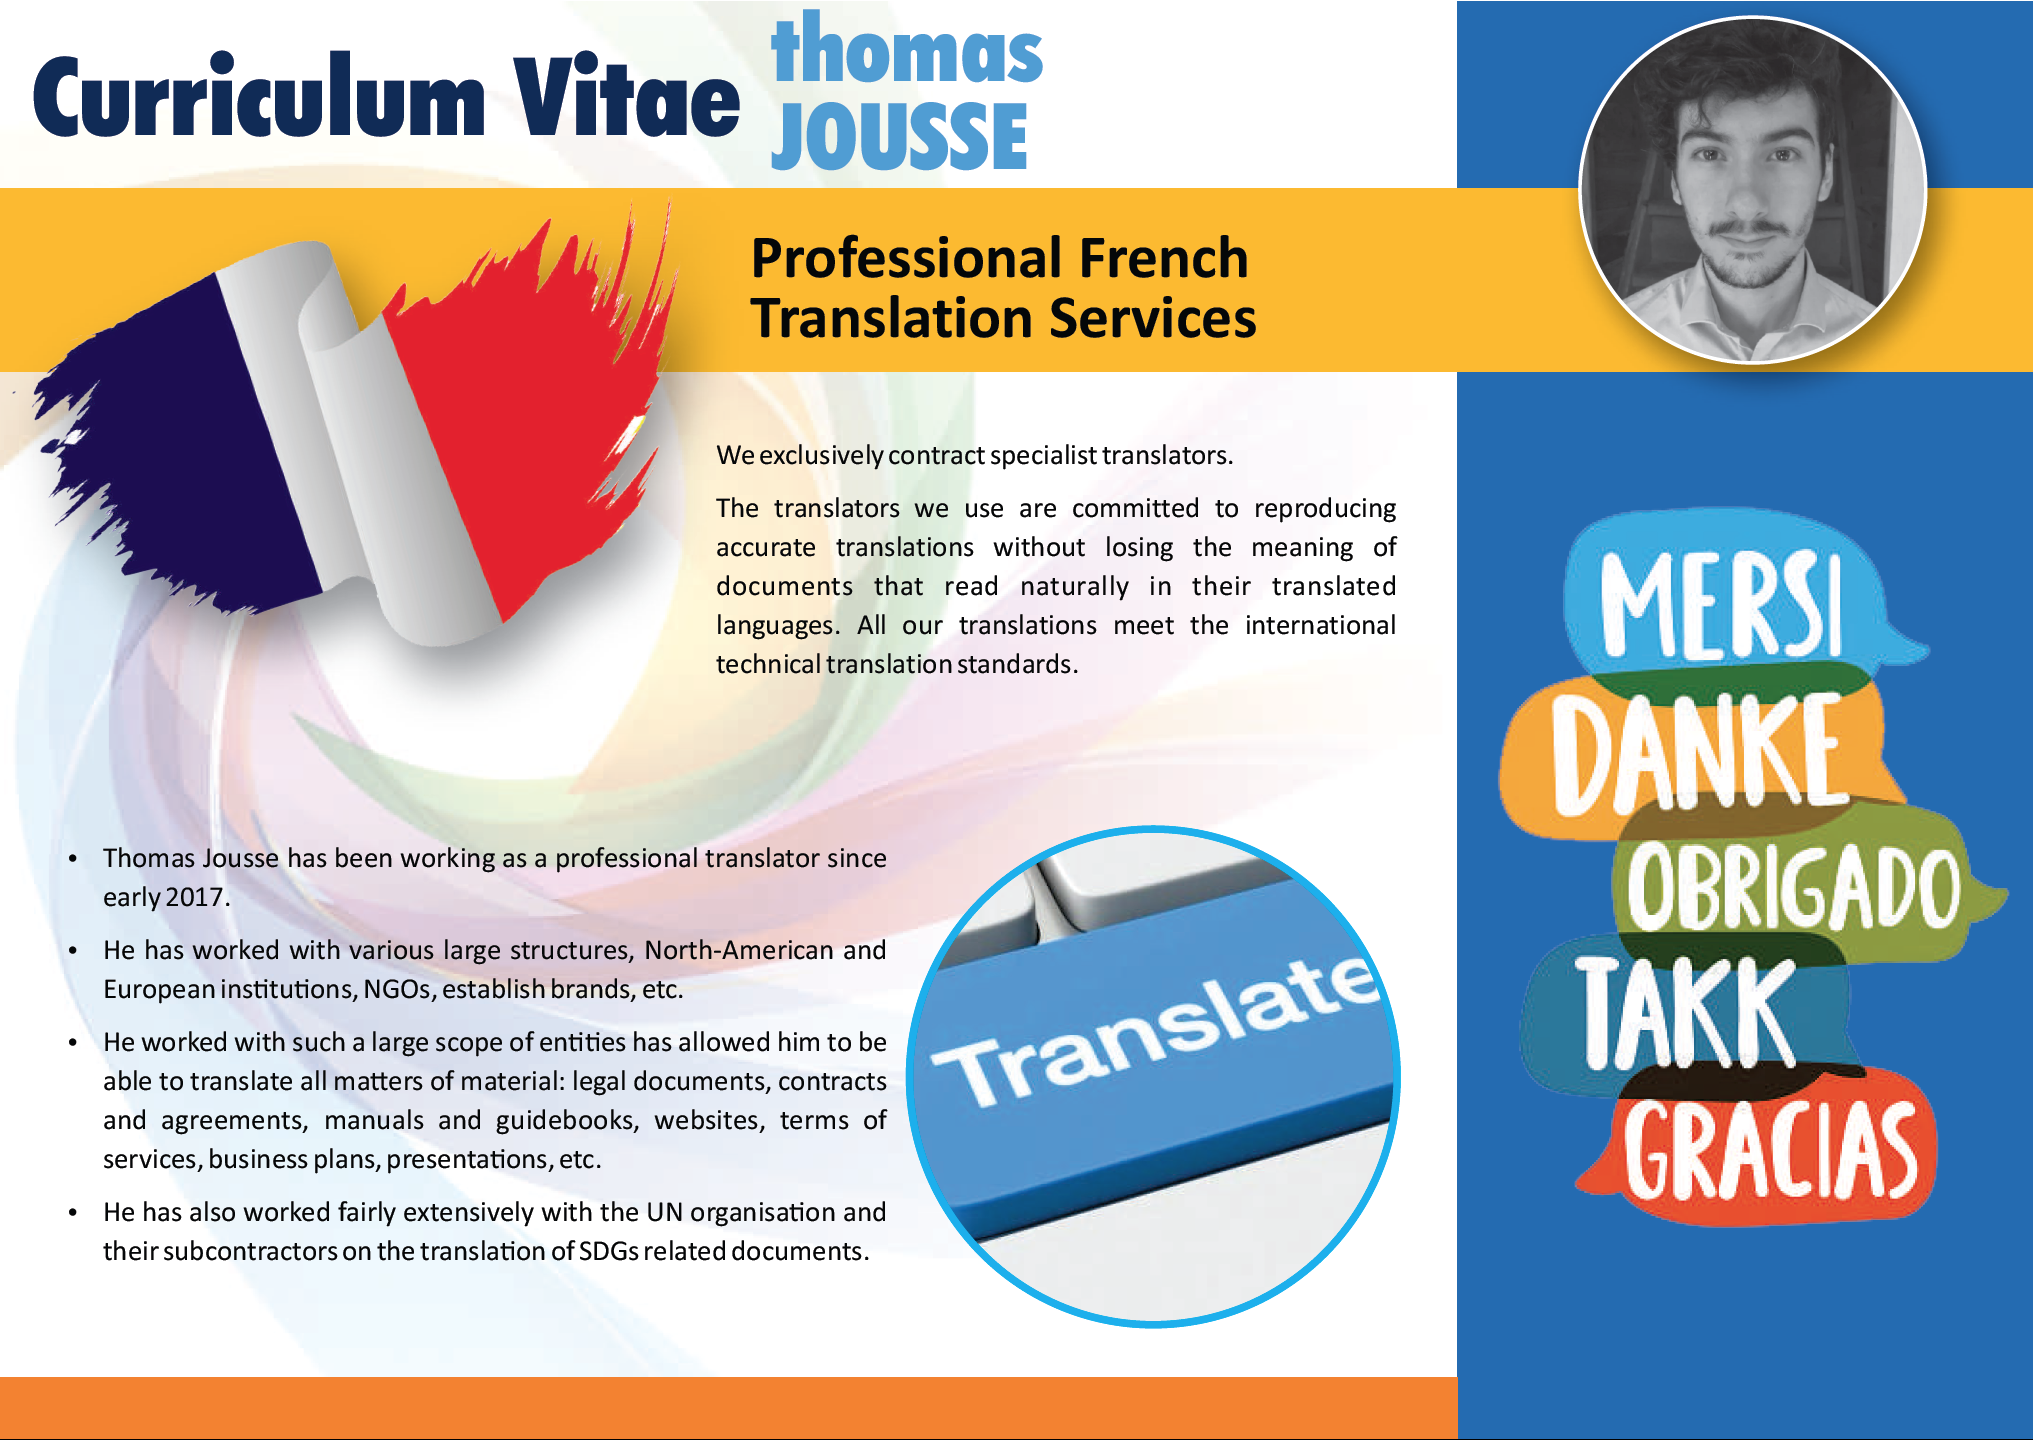 Curriculum Vitae
thomas
JOUSSE
Professional French
Translation Services
We exclusively contract specialist translators.
The translators we use are committed to reproducing
accurate translations without losing the meaning of
documents that read naturally in their translated
languages. All our translations meet the international
technical translation standards.
• Thomas Jousse has been working as a professional translator since
early 2017.
• He has worked with various large structures, North-American and
European institutions, NGOs, establish brands, etc.
• He worked with such a large scope of entities has allowed him to be
able to translate all matters of material: legal documents, contracts
and agreements, manuals and guidebooks, websites, terms of
services, business plans, presentations, etc.
• He has also worked fairly extensively with the UN organisation and
their subcontractors on the translation of SDGs related documents.
Translate
MERSI
DANKE
OBRIGADO
TAKK
GRACIAS